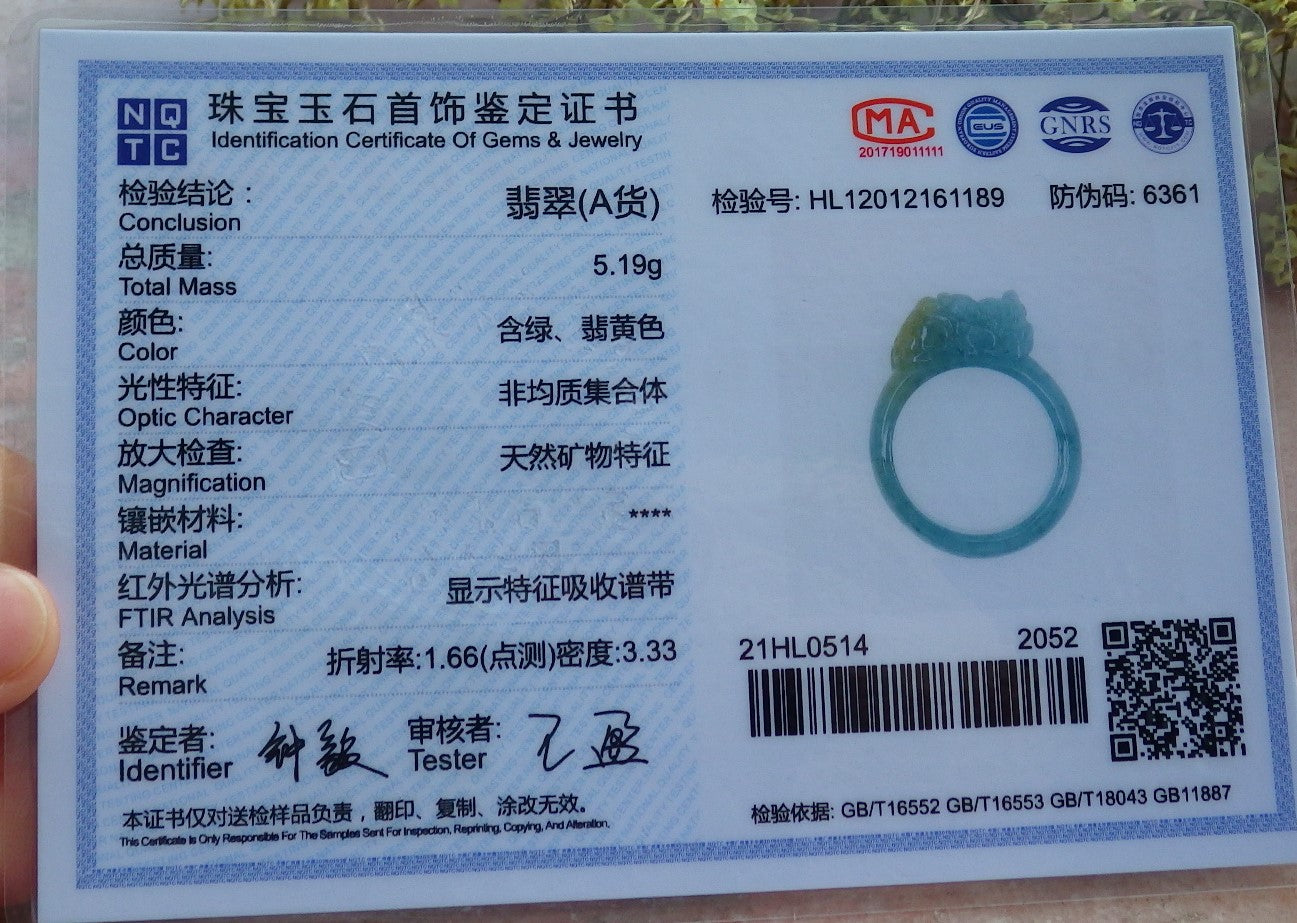 NQTC
珠宝玉石首饰鉴定证书
Identification Certificate Of Gems & Jewelry
MA
201719011111
EUS
GNRS
检验结论：
翡翠(A货)
Conclusion
检验号: HL12012161189
防伪码: 6361
总质量:
5.19g
Total Mass
颜色:
含绿、翡黄色
Color
光性特征:
非均质集合体
Optic Character
放大检查:
天然矿物特征
Magnification
镶嵌材料:
****
Material
红外光谱分析:
显示特征吸收谱带
FTIR Analysis
备注:
折射率:1.66(点测)密度:3.33
Remark
21HL0514
2052
鉴定者:
Identifier
审核者:
Tester
本证书仅对送检样品负责，翻印、复制、涂改无效。
This Certificate is Only Responsible For The Samples Sent For Inspection, Reprinting, Copying, And Alteration.
检验依据: GB/T16552 GB/T16553 GB/T18043 GB11887